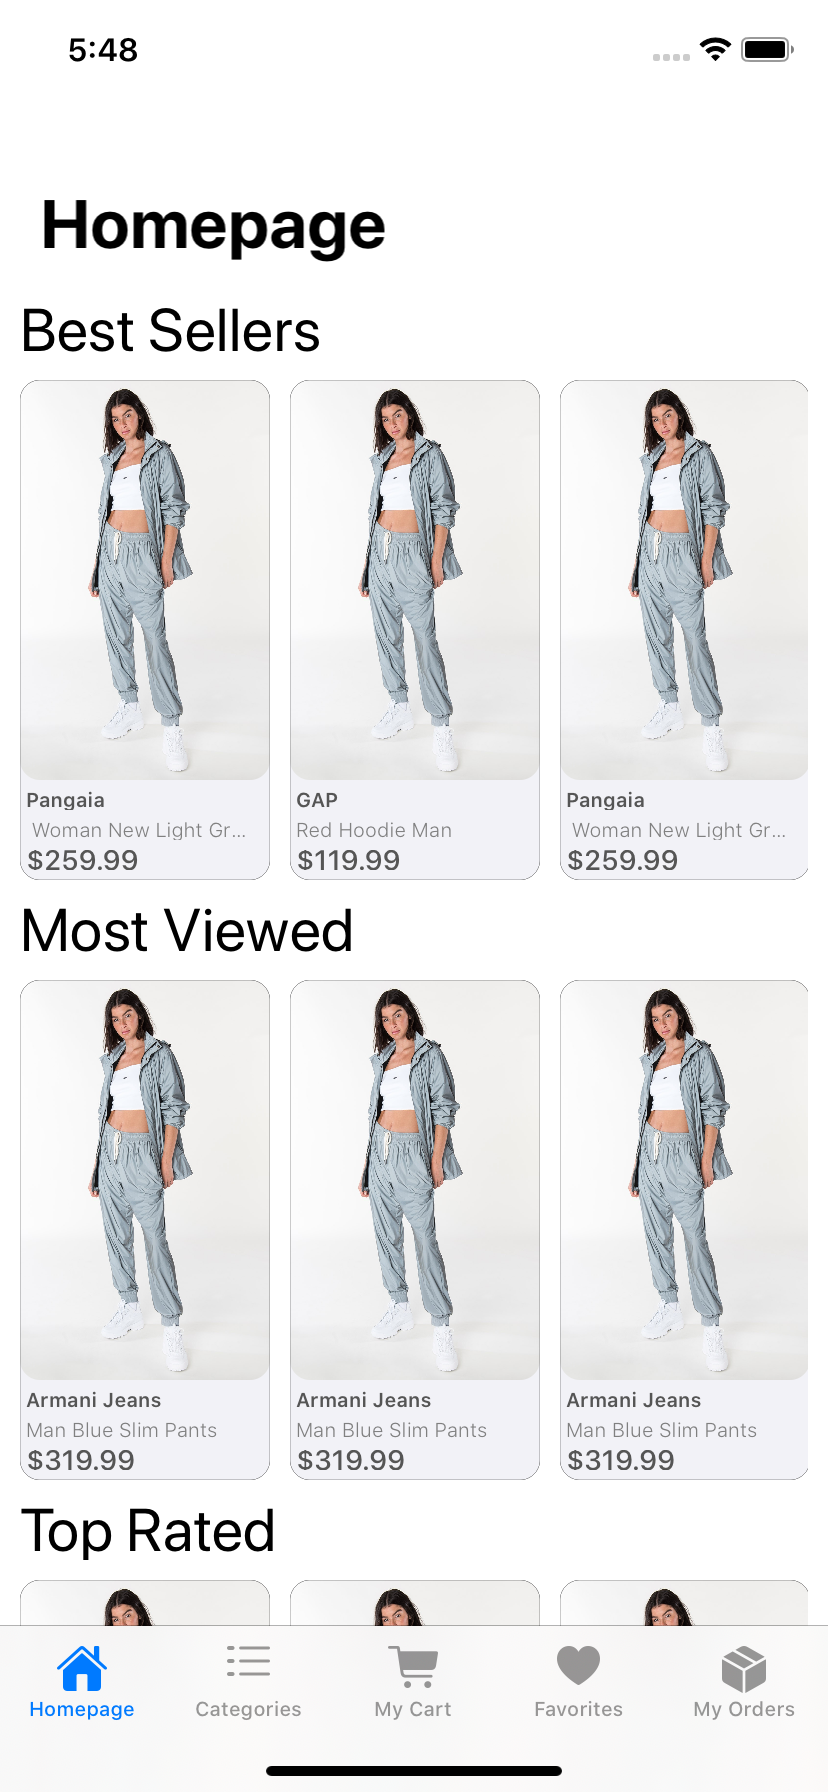 5:48
Homepage
Best Sellers
Pangaia
Woman New Light Gr...
$259.99
GAP
Red Hoodie Man
$119.99
Pangaia
Woman New Light Gr...
$259.99
Most Viewed
Armani Jeans
Man Blue Slim Pants
$319.99
Armani Jeans
Man Blue Slim Pants
$319.99
Armani Jeans
Man Blue Slim Pants
$319.99
Top Rated
Homepage
Categories
My Cart
Favorites
My Orders